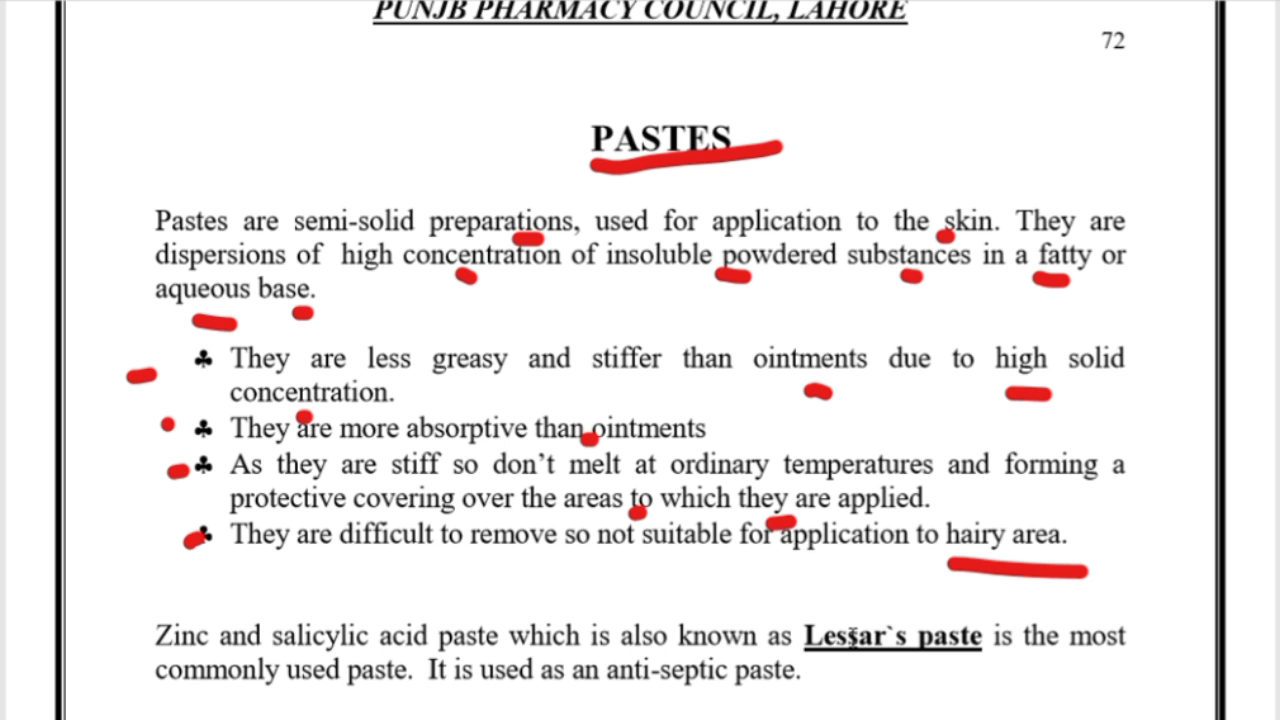 PUNJB PHARMACY COUNCIL, LAHORE
72
PASTES
Pastes are semi-solid preparations, used for application to the skin. They are
dispersions of high concentration of insoluble powdered substances in a fatty or
aqueous base.
♣ They are less greasy and stiffer than ointments due to high solid
concentration.
♣ They are more absorptive than ointments
♣ As they are stiff so don’t melt at ordinary temperatures and forming a
protective covering over the areas to which they are applied.
♣ They are difficult to remove so not suitable for application to hairy area.
Zinc and salicylic acid paste which is also known as Lessar`s paste is the most
commonly used paste. It is used as an anti-septic paste.